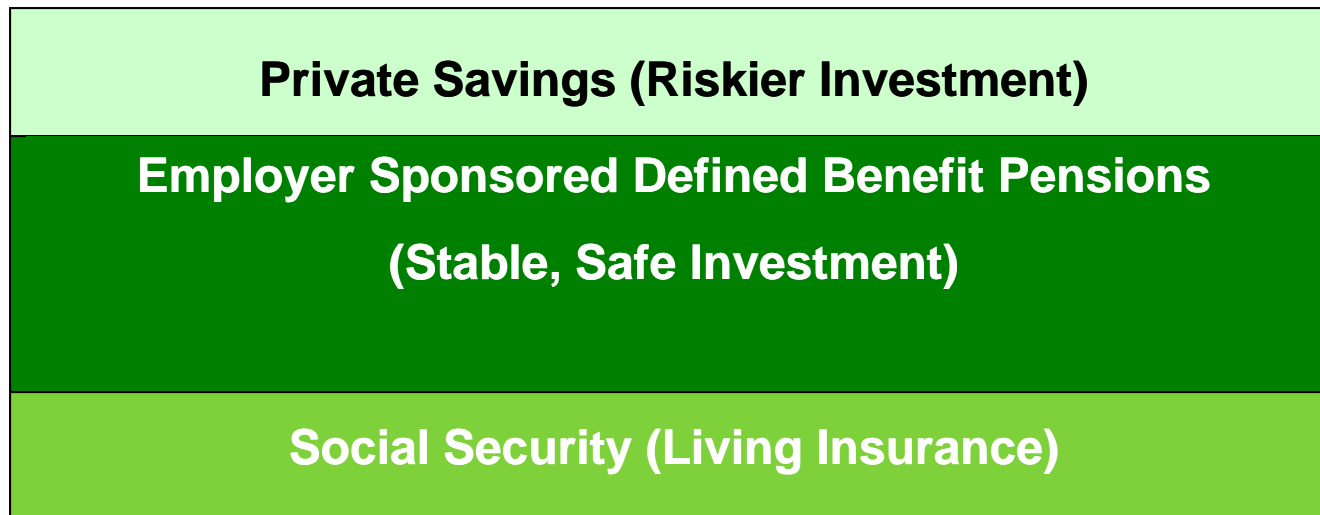 Private Savings (Riskier Investment)
Employer Sponsored Defined Benefit Pensions
(Stable, Safe Investment)
Social Security (Living Insurance)